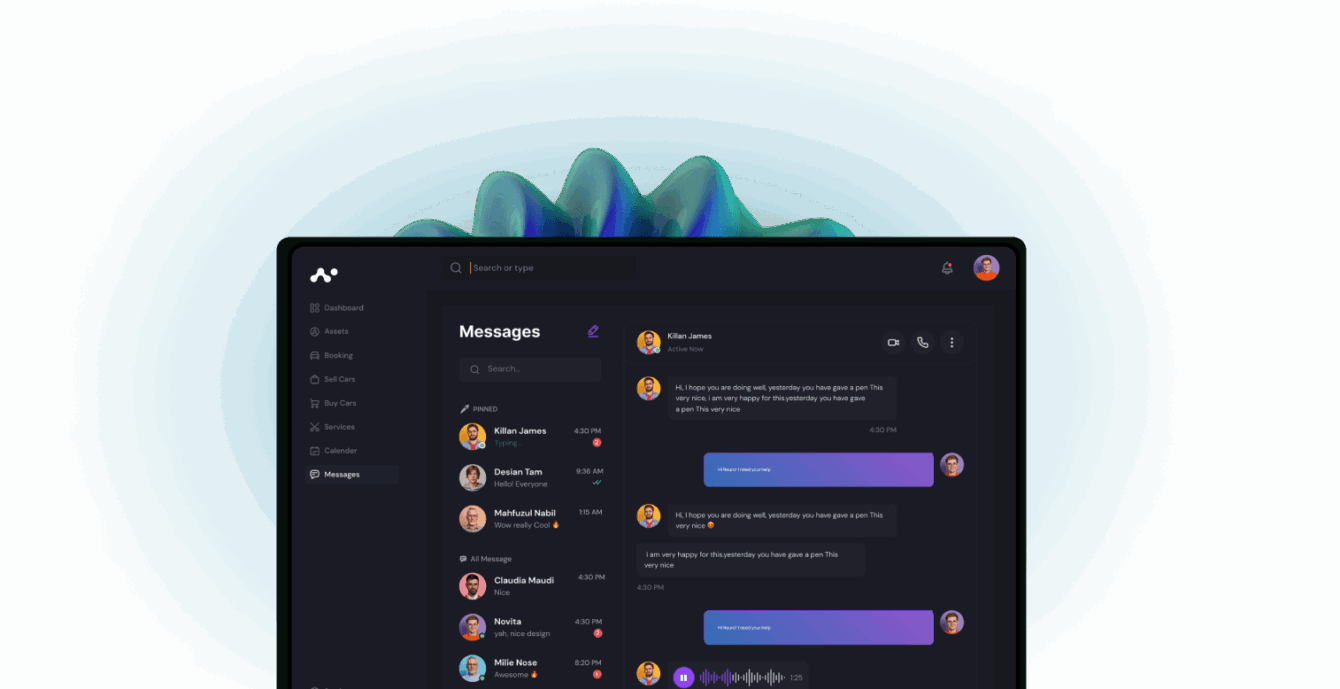 Search or type
Dashboard
Assets
Booking
Sell Cars
Buy Cars
Services
Calender
Messages
Messages
Search..
PINNED
Killan James
4:30 PM
Typing...
2
Desian Tam
9:36 AM
Hello! Everyone
Mahfuzul Nabil
1:15 AM
Wow really Cool 🔥
All Message
Claudia Maudi
4:30 PM
Nice
Novita
4:30 PM
yah, nice design
2
Milie Nose
8:20 PM
Awesome 🔥
1
Killan James
Active Now
Hi, I hope you are doing well, yesterday you have gave a pen This
very nice, i am very happy for this.yesterday you have gave
a pen This very nice
4:30 PM
I need your help
Hi, I hope you are doing well, yesterday you have gave a pen This
very nice 😍
i am very happy for this.yesterday you have gave a pen This
very nice
4:30 PM
I need your help
1:25